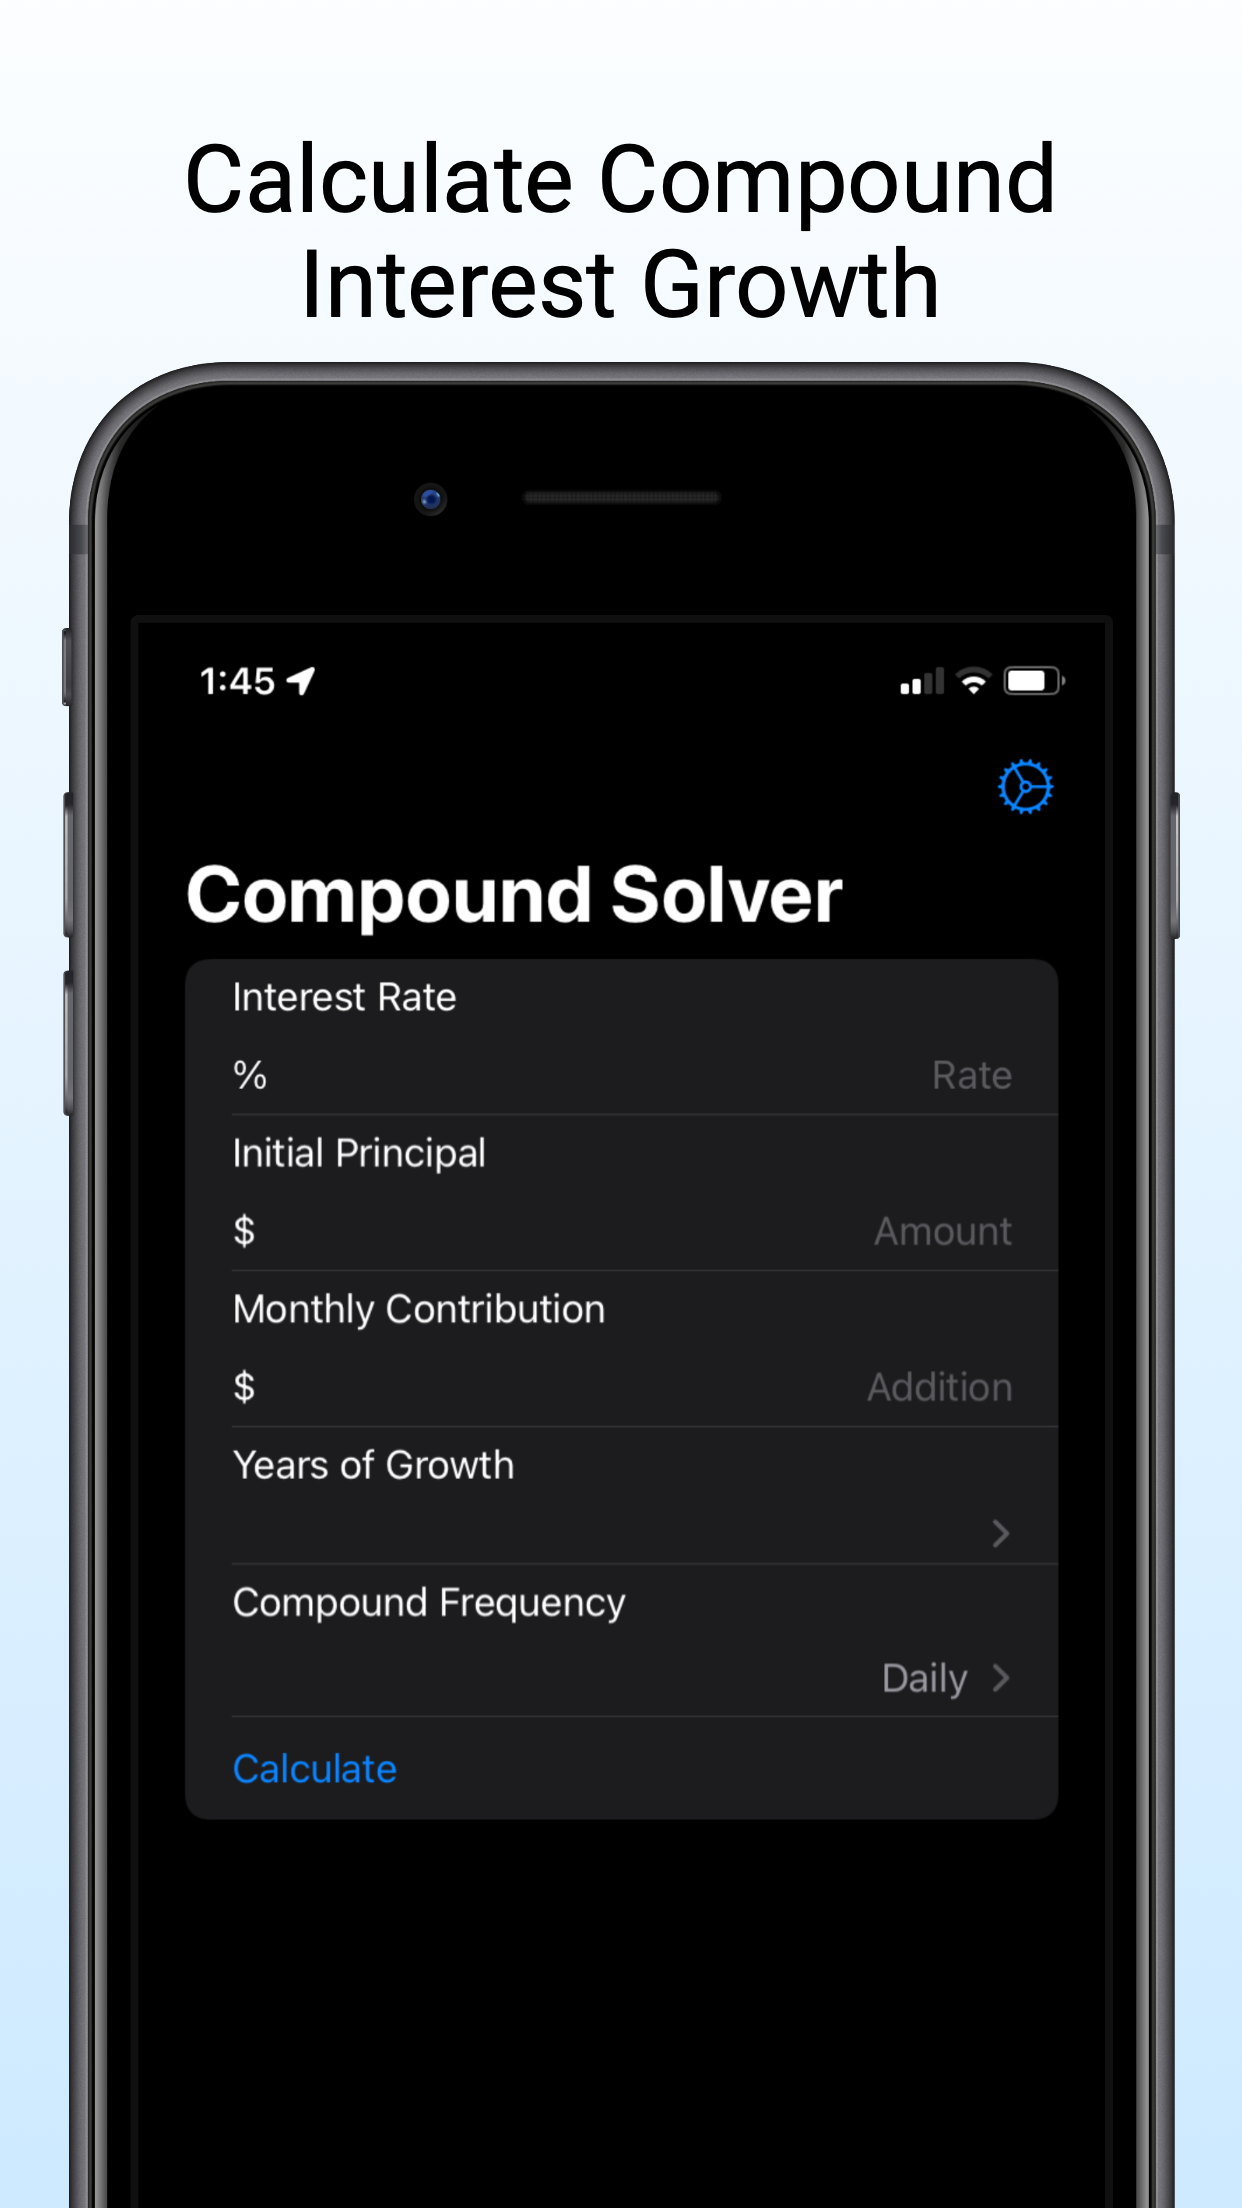 Calculate Compound
Interest Growth
1:45
Compound Solver
Interest Rate
% Rate
Initial Principal
$ Amount
Monthly Contribution
$ Addition
Years of Growth
Compound Frequency
Daily
Calculate